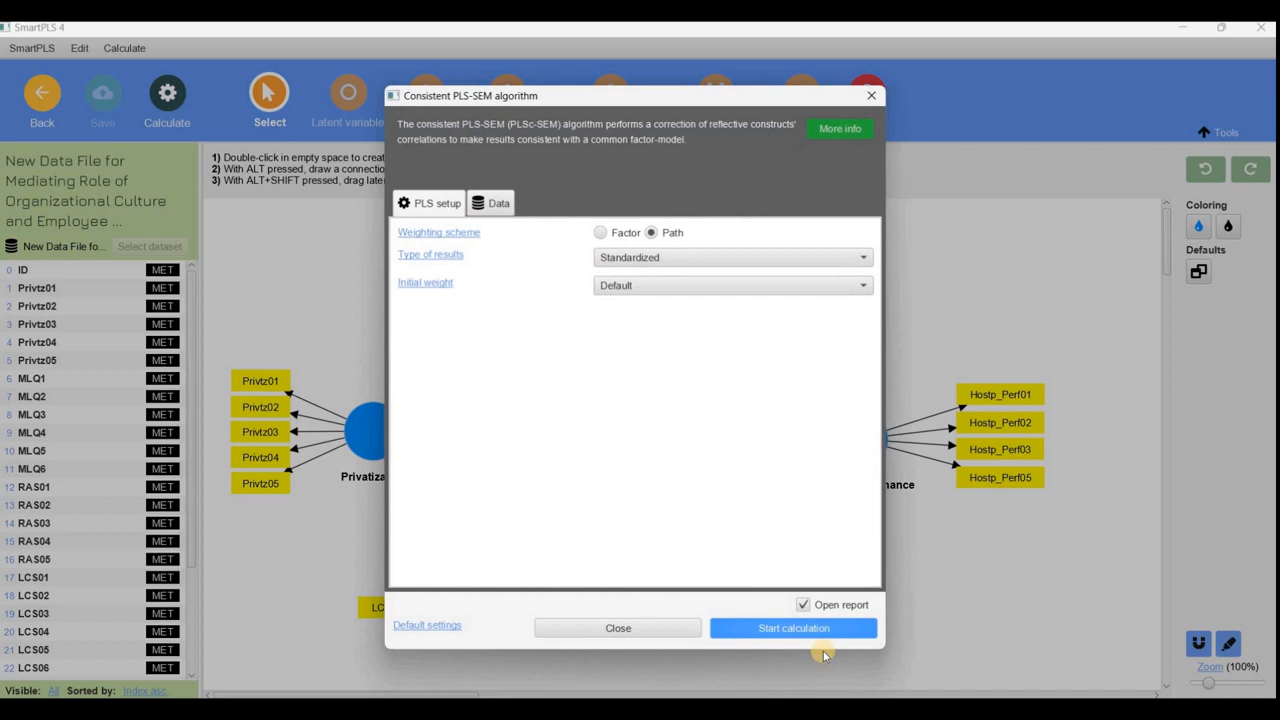 SmartPLS 4
SmartPLS Edit Calculate
Back Save Calculate Select Latent variable
Tools
Consistent PLS-SEM algorithm
The consistent PLS-SEM (PLSc-SEM) algorithm performs a correction of reflective constructs'
correlations to make results consistent with a common factor-model.
More info
New Data File for
Mediating Role of
Organizational Culture
and Employee ...
New Data File fo... Select dataset
1) Double-click in empty space to creat
2) With ALT pressed, draw a connectio
3) With ALT+SHIFT pressed, drag late
PLS setup Data
Weighting scheme Factor Path
Type of results Standardized
Initial weight Default
Coloring
Defaults
0 ID MET
1 Privtz01 MET
2 Privtz02 MET
3 Privtz03 MET
4 Privtz04 MET
5 Privtz05 MET
6 MLQ1 MET
7 MLQ2 MET
8 MLQ3 MET
9 MLQ4 MET
10 MLQ5 MET
11 MLQ6 MET
12 RAS01 MET
13 RAS02 MET
14 RAS03 MET
15 RAS04 MET
16 RAS05 MET
17 LCS01 MET
18 LCS02 MET
19 LCS03 MET
20 LCS04 MET
21 LCS05 MET
22 LCS06 MET
Visible: All Sorted by: Index asc.
Privtz01
Privtz02
Privtz03
Privtz04
Privtz05
Privatiza
LC
Hostp_Perf01
Hostp_Perf02
Hostp_Perf03
Hostp_Perf05
nance
Open report
Default settings Close Start calculation
Zoom (100%)